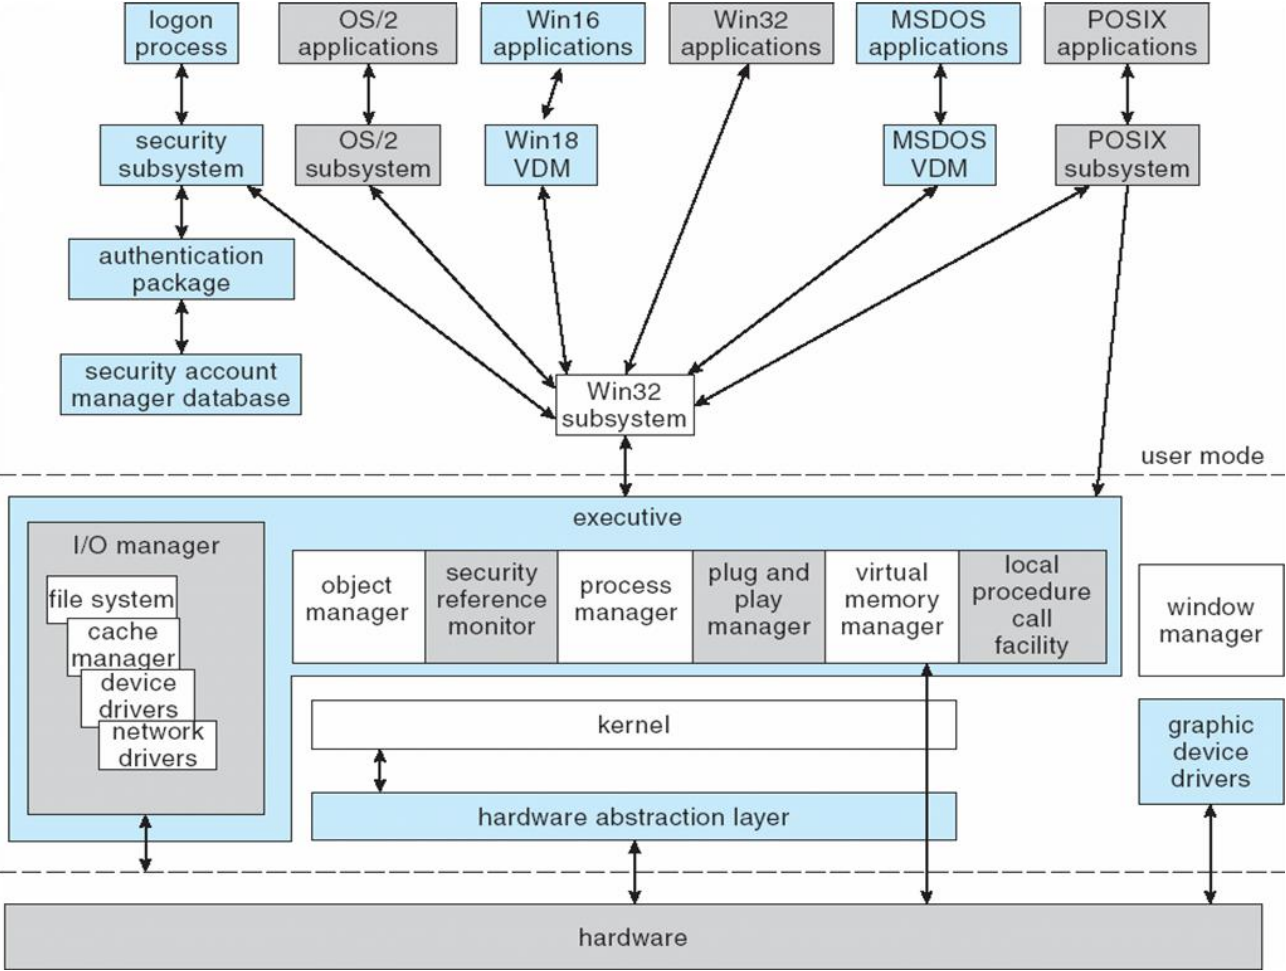 logon
process
OS/2
applications
Win16
applications
Win32
applications
MSDOS
applications
POSIX
applications
security
subsystem
OS/2
subsystem
Win18
VDM
MSDOS
VDM
POSIX
subsystem
authentication
package
security account
manager database
Win32
subsystem
user mode
executive
I/O manager
file system
cache
manager
device
drivers
network
drivers
object
manager
security
reference
monitor
process
manager
plug and
play
manager
virtual
memory
manager
local
procedure
call
facility
window
manager
kernel
graphic
device
drivers
hardware abstraction layer
hardware